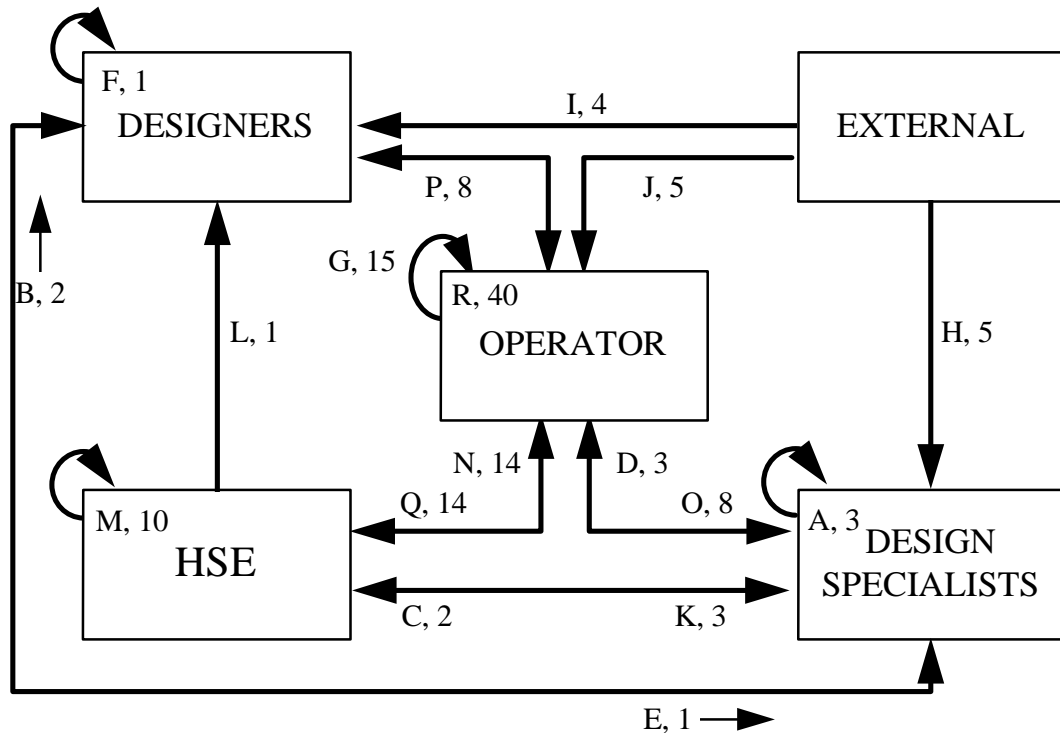 F, 1
DESIGNERS
EXTERNAL
I, 4
P, 8
J, 5
B, 2
G, 15
R, 40
OPERATOR
L, 1
H, 5
N, 14
D, 3
Q, 14
O, 8
M, 10
HSE
A, 3
DESIGN
SPECIALISTS
C, 2
K, 3
E, 1